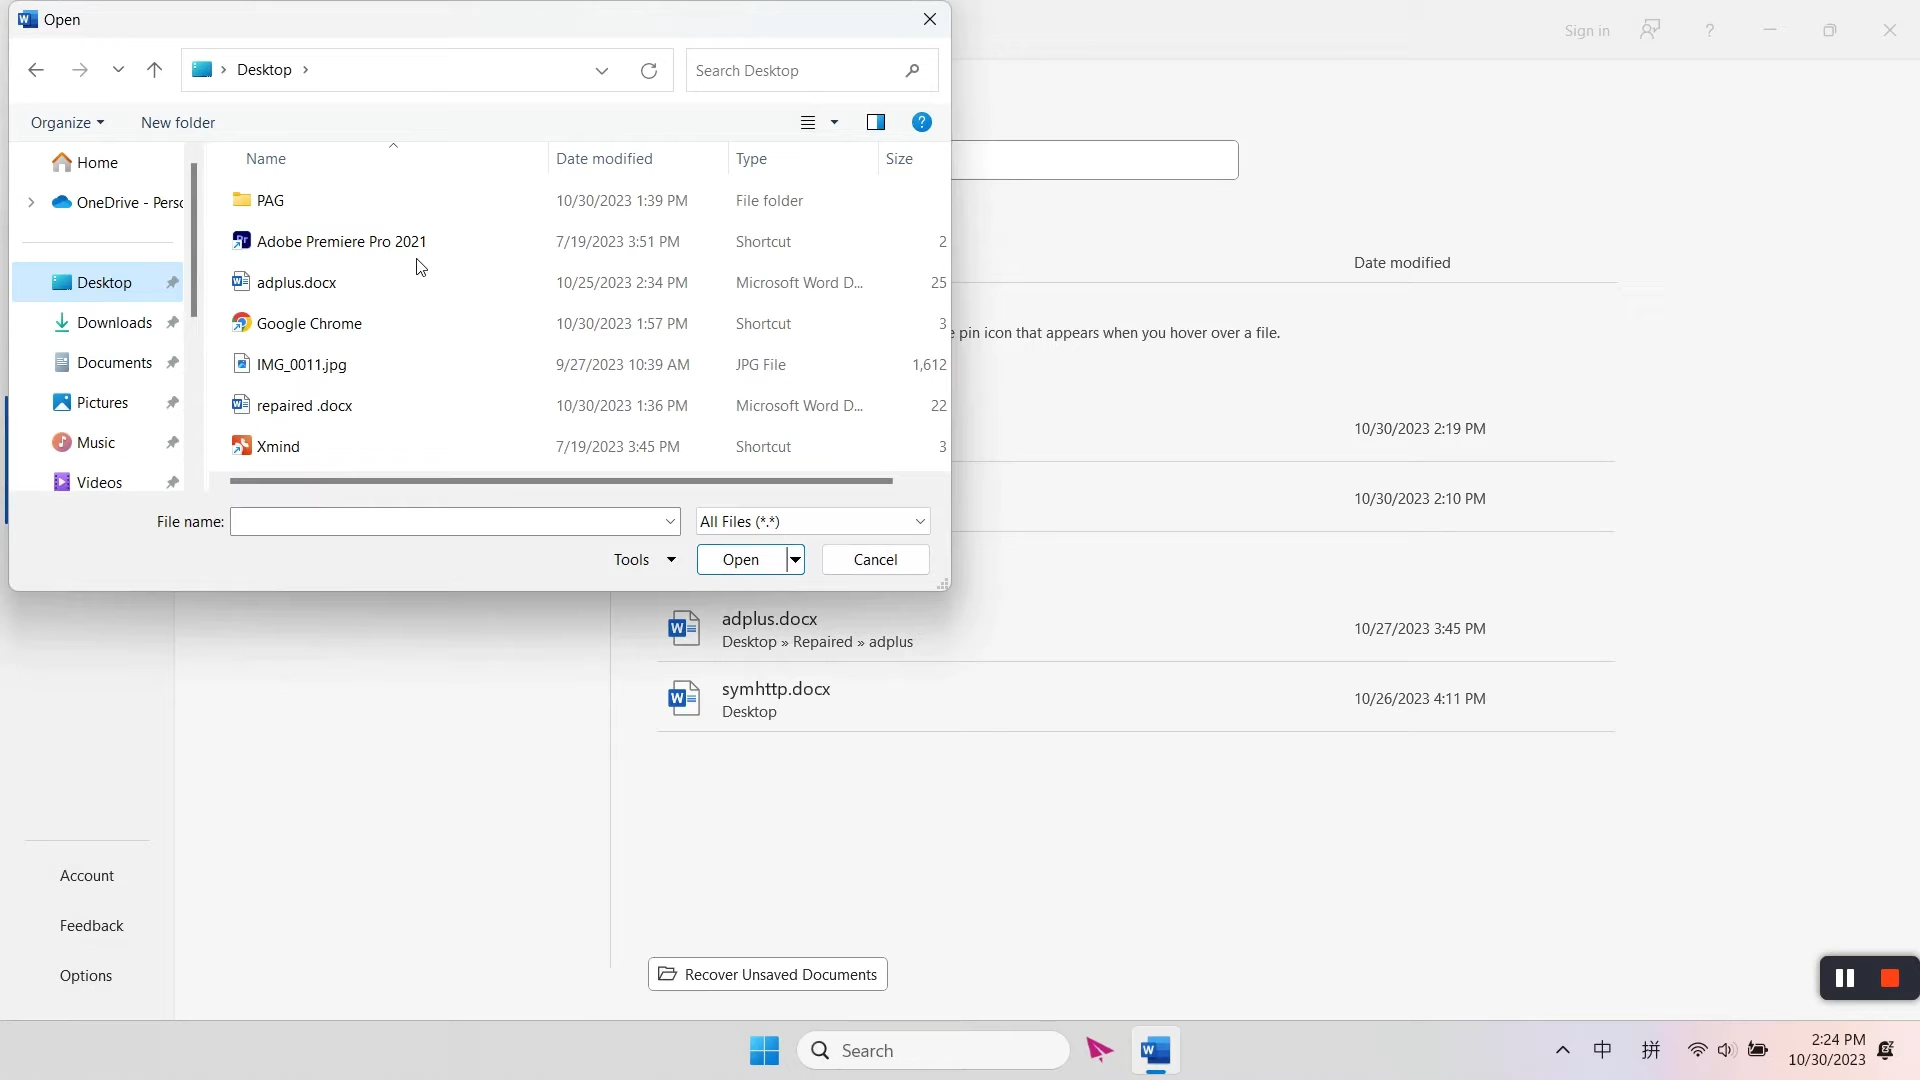 Open
Sign in
Desktop
Search Desktop
Organize
New folder
Name
Date modified
Type
Size
Home
OneDrive - Perso
PAG
10/30/2023 1:39 PM
File folder
Adobe Premiere Pro 2021
7/19/2023 3:51 PM
Shortcut
2
Desktop
adplus.docx
10/25/2023 2:34 PM
Microsoft Word D...
25
Downloads
Google Chrome
10/30/2023 1:57 PM
Shortcut
3
Documents
IMG_0011.jpg
9/27/2023 10:39 AM
JPG File
1,612
Pictures
repaired .docx
10/30/2023 1:36 PM
Microsoft Word D...
22
Music
Xmind
7/19/2023 3:45 PM
Shortcut
3
Videos
File name:
All Files (*.*)
Tools
Open
Cancel
Date modified
pin icon that appears when you hover over a file.
10/30/2023 2:19 PM
10/30/2023 2:10 PM
adplus.docx
Desktop » Repaired » adplus
10/27/2023 3:45 PM
symhttp.docx
Desktop
10/26/2023 4:11 PM
Account
Feedback
Options
Recover Unsaved Documents
Search
中
拼
2:24 PM
10/30/2023